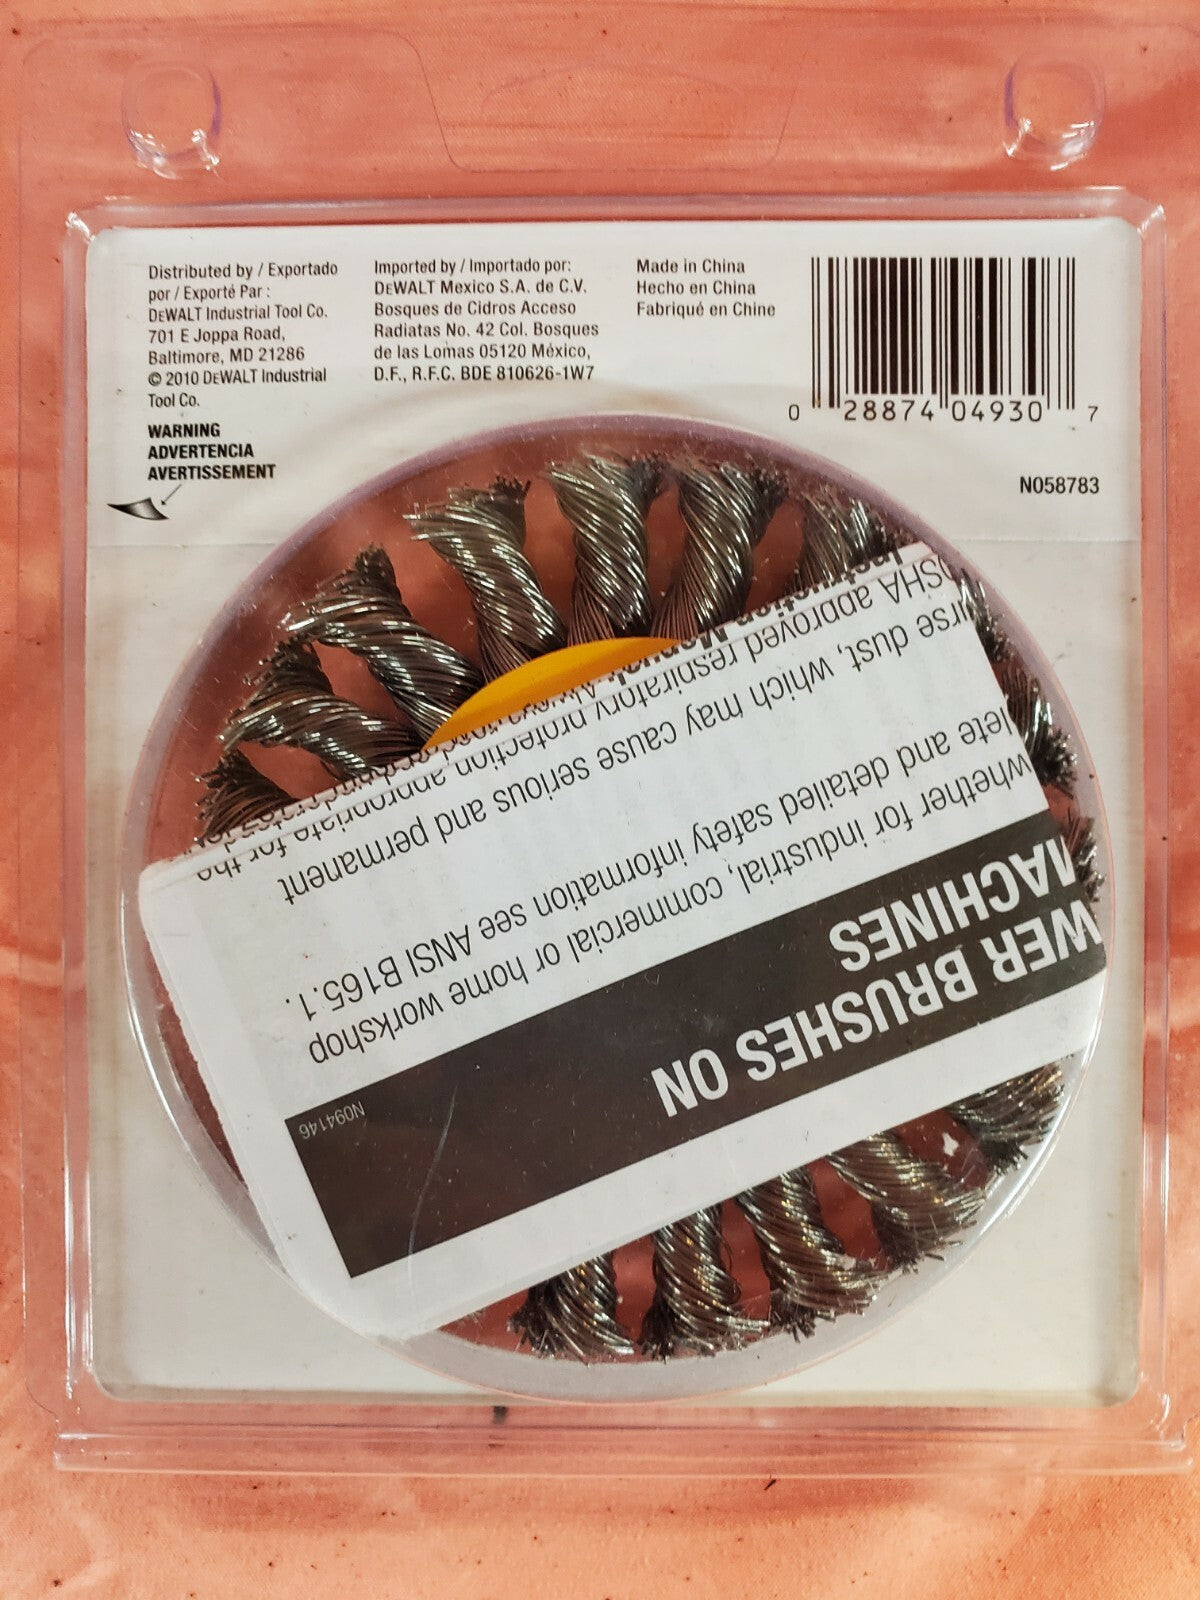 Distributed by / Exportado
por / Exporté Par :
DEWALT Industrial Tool Co.
701 E Joppa Road,
Baltimore, MD 21286
© 2010 DEWALT Industrial
Tool Co.
WARNING
ADVERTENCIA
AVERTISSEMENT
Imported by / Importado por:
DEWALT Mexico S.A. de C.V.
Bosques de Cidros Acceso
Radiatas No. 42 Col. Bosques
de las Lomas 05120 México,
D.F., R.F.C. BDE 810626-1W7
Made in China
Hecho en China
Fabriqué en Chine
0 28874 04930 7
N058783
N094146
WER BRUSHES ON
MACHINES
whether for industrial, commercial or home workshop
lete and detailed safety information see ANSI B165.1.
dust, which may cause serious and permanent
approved respiratory protection appropriate for the
Instruction Manual